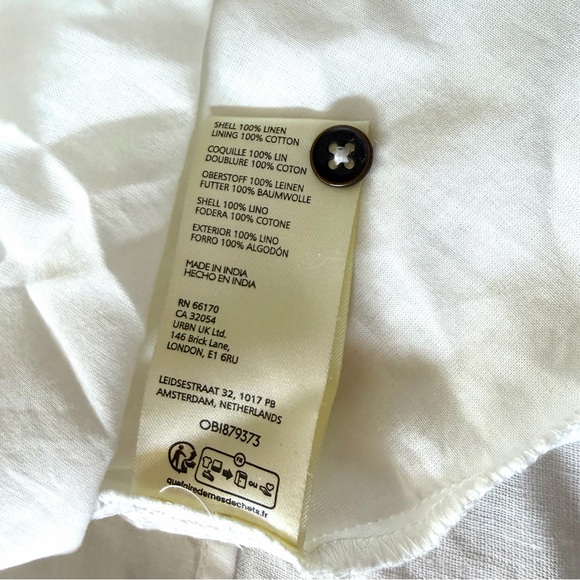 SHELL 100% LINEN
LINING 100% COTTON
COQUILLE 100% LIN
DOUBLURE 100% COTON
OBERSTOFF 100% LEINEN
FUTTER 100% BAUMWOLLE
SHELL 100% LINO
FODERA 100% COTONE
EXTERIOR 100% LINO
FORRO 100% ALGODÓN
MADE IN INDIA
HECHO EN INDIA
RN 66170
CA 32054
URBN UK Ltd.
146 Brick Lane,
LONDON, E1 6RU
LEIDSESTRAAT 32, 1017 PB
AMSTERDAM, NETHERLANDS
OBI879373
FR
OU
quefairedemesdechets.fr